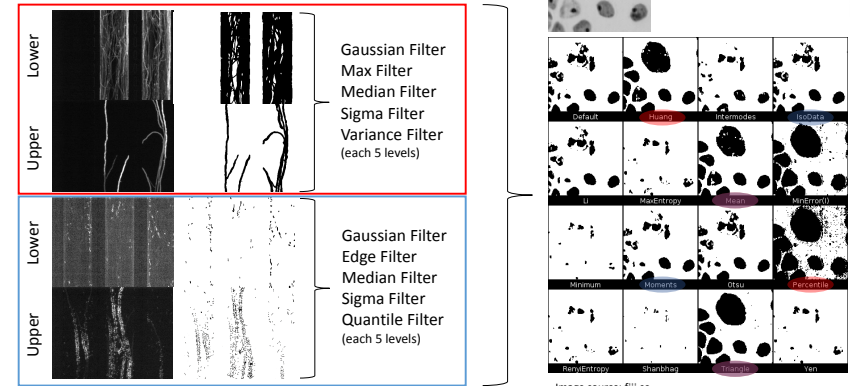 Lower
Upper
Gaussian Filter
Max Filter
Median Filter
Sigma Filter
Variance Filter
(each 5 levels)
Lower
Upper
Gaussian Filter
Edge Filter
Median Filter
Sigma Filter
Quantile Filter
(each 5 levels)
Default Huang Intermodes IsoData
Li MaxEntropy Mean MinError(I)
Minimum Moments Otsu Percentile
RenyiEntropy Shanbhag Triangle Yen